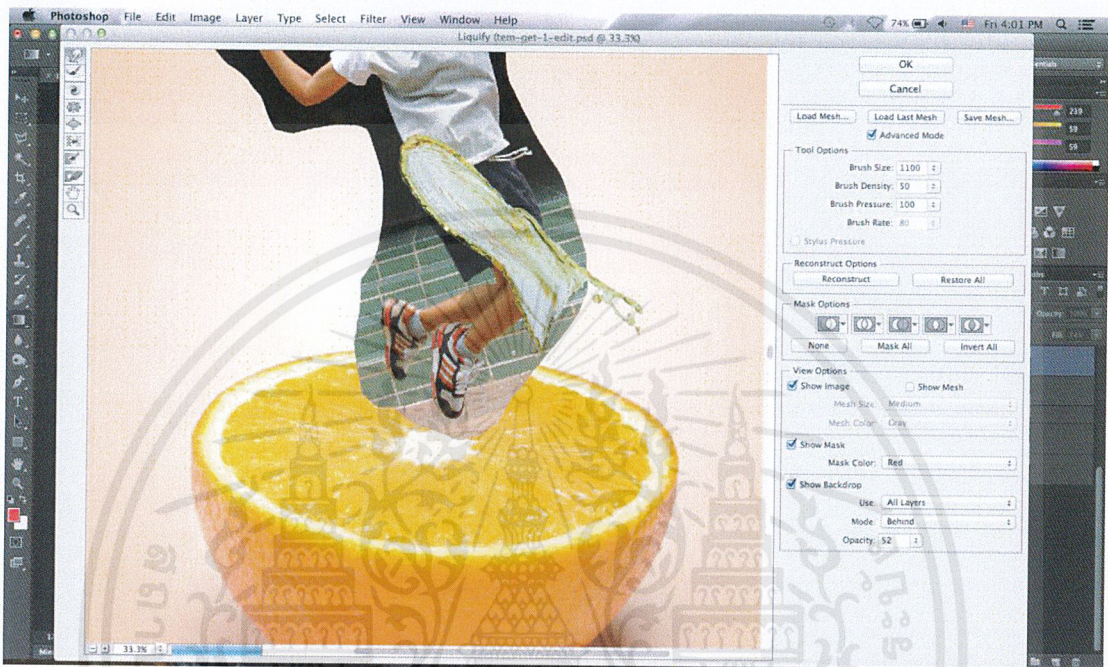 Photoshop File Edit Image Layer Type Select Filter View Window Help 74% Fri 4:01 PM
Liquify (tem-get-1-edit.psd @ 33.3%)
OK
Cancel
Load Mesh... Load Last Mesh Save Mesh...
Advanced Mode
Tool Options
Brush Size: 1100
Brush Density: 50
Brush Pressure: 100
Brush Rate: 80
Stylus Pressure
Reconstruct Options
Reconstruct Restore All
Mask Options
None Mask All Invert All
View Options
Show Image Show Mesh
Mesh Size: Medium
Mesh Color: Gray
Show Mask
Mask Color: Red
Show Backdrop
Use: All Layers
Mode: Behind
Opacity: 52
33.3%
239
59
59
Opacity:
Fill: